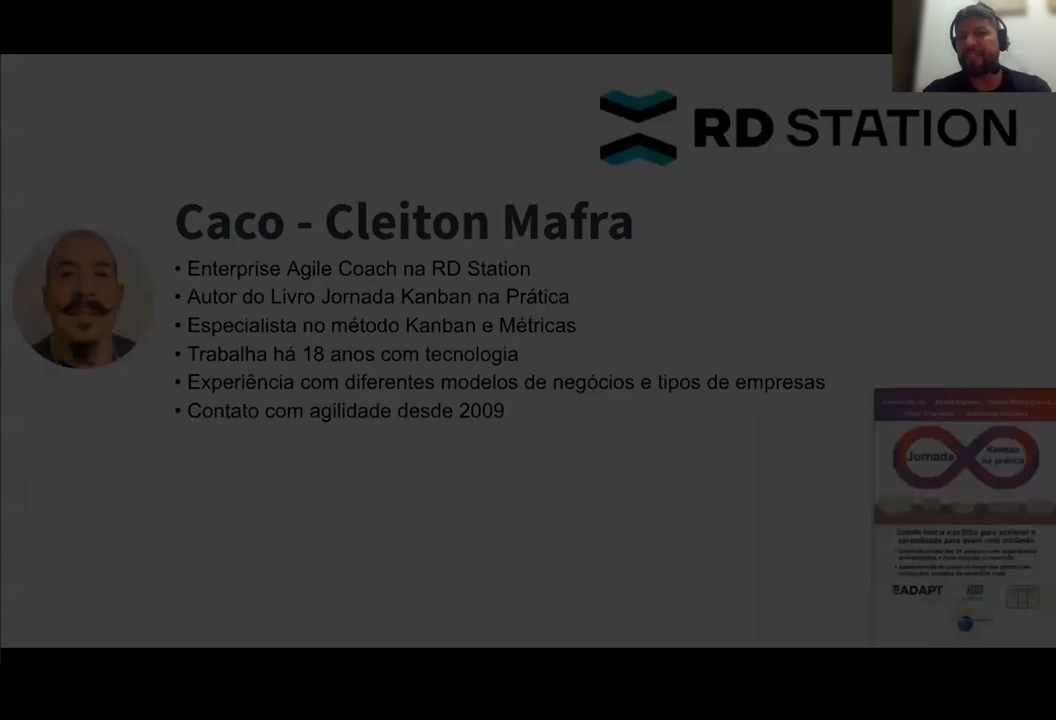 RD STATION
Caco - Cleiton Mafra
• Enterprise Agile Coach na RD Station
• Autor do Livro Jornada Kanban na Prática
• Especialista no método Kanban e Métricas
• Trabalha há 18 anos com tecnologia
• Experiência com diferentes modelos de negócios e tipos de empresas
• Contato com agilidade desde 2009
Jornada
Kanban
na prática
ADAPT